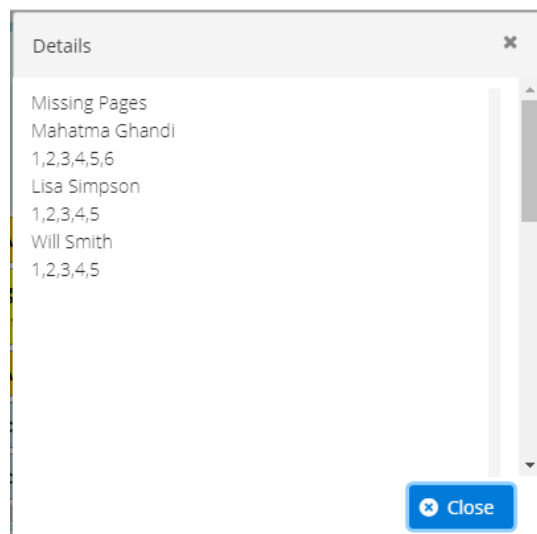 Details
Missing Pages
Mahatma Ghandi
1,2,3,4,5,6
Lisa Simpson
1,2,3,4,5
Will Smith
1,2,3,4,5
Close